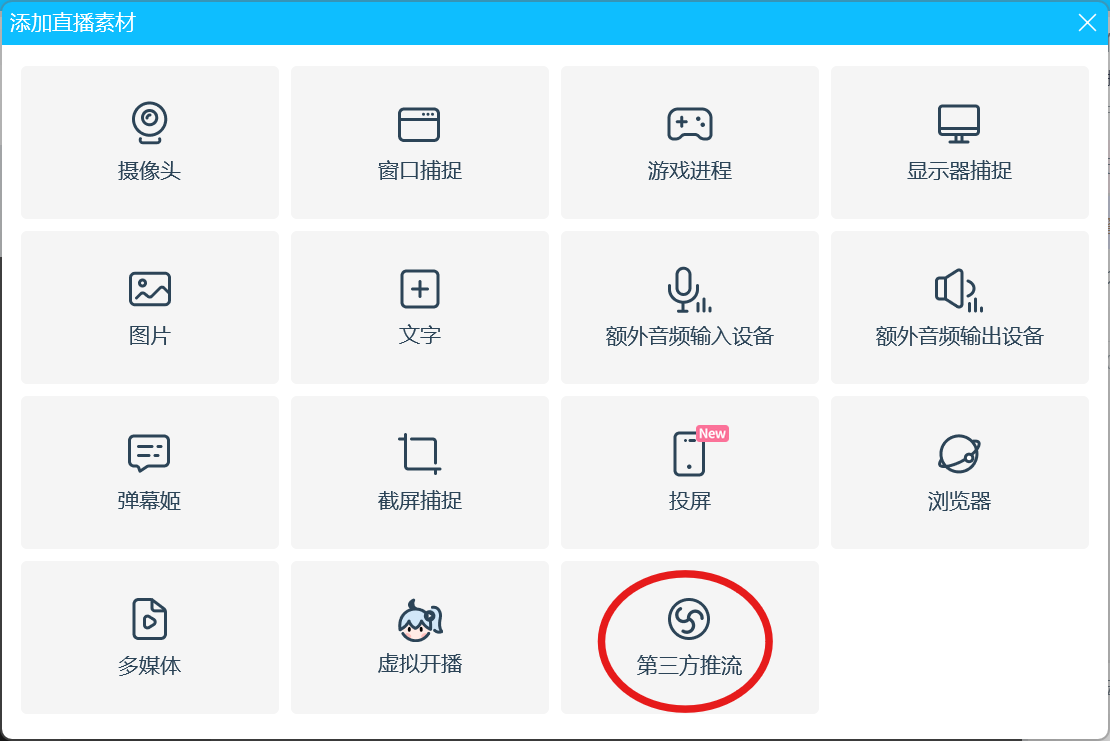 添加直播素材
摄像头
窗口捕捉
游戏进程
显示器捕捉
图片
文字
额外音频输入设备
额外音频输出设备
弹幕姬
截屏捕捉
New
投屏
浏览器
多媒体
虚拟开播
第三方推流